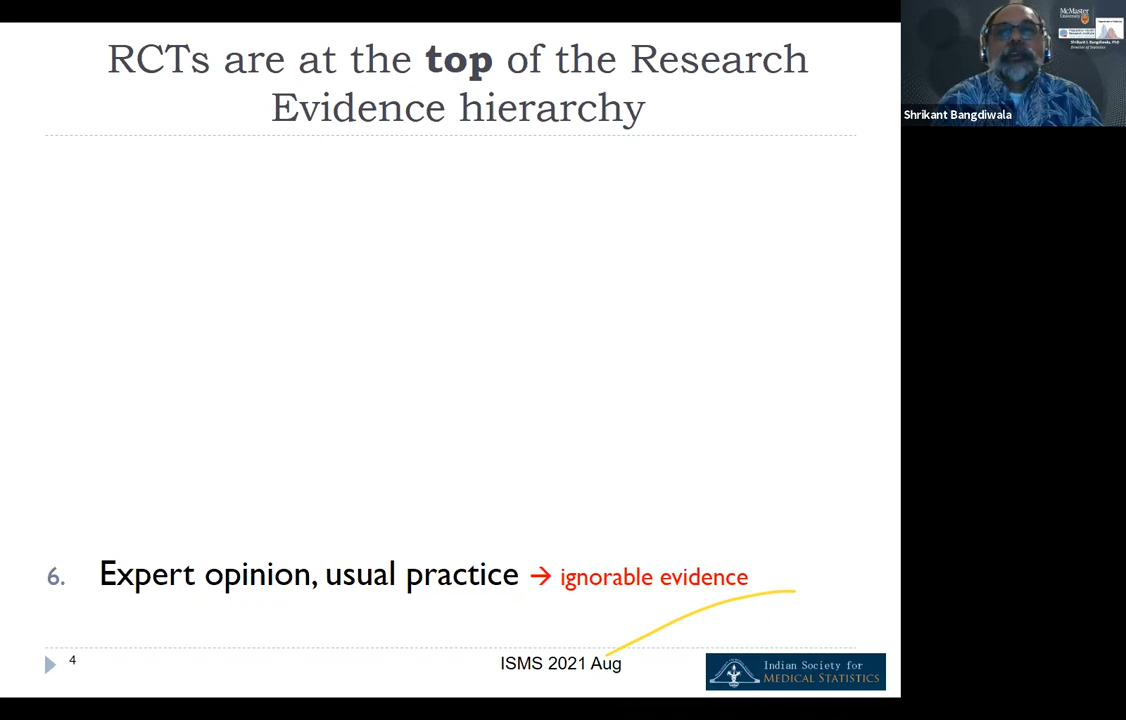 RCTs are at the top of the Research
Evidence hierarchy
6. Expert opinion, usual practice → ignorable evidence
4
ISMS 2021 Aug
Indian Society for
MEDICAL STATISTICS
McMaster
University
Shrikant Bangdiwala